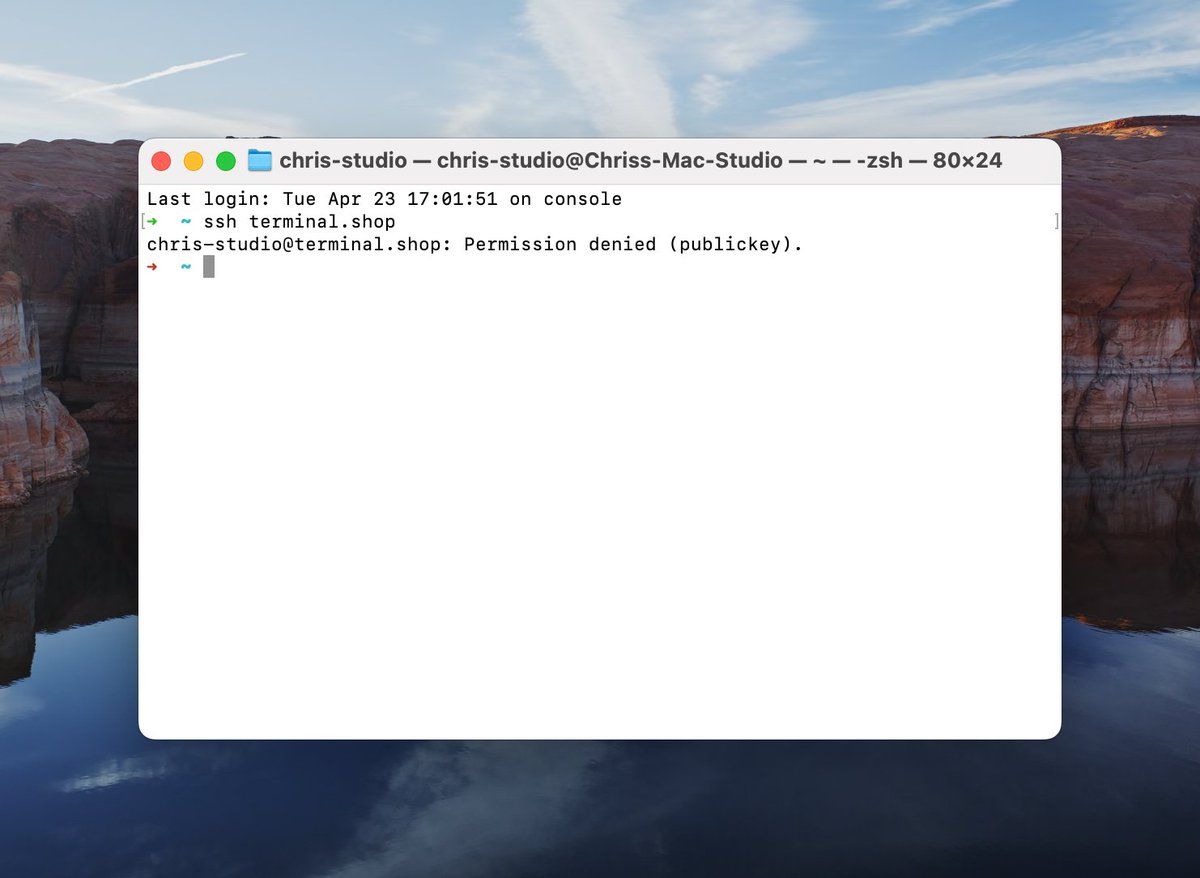 chris-studio — chris-studio@Chriss-Mac-Studio — ~ — -zsh — 80×24
Last login: Tue Apr 23 17:01:51 on console
[➜  ~ ssh terminal.shop ]
chris-studio@terminal.shop: Permission denied (publickey).
➜  ~